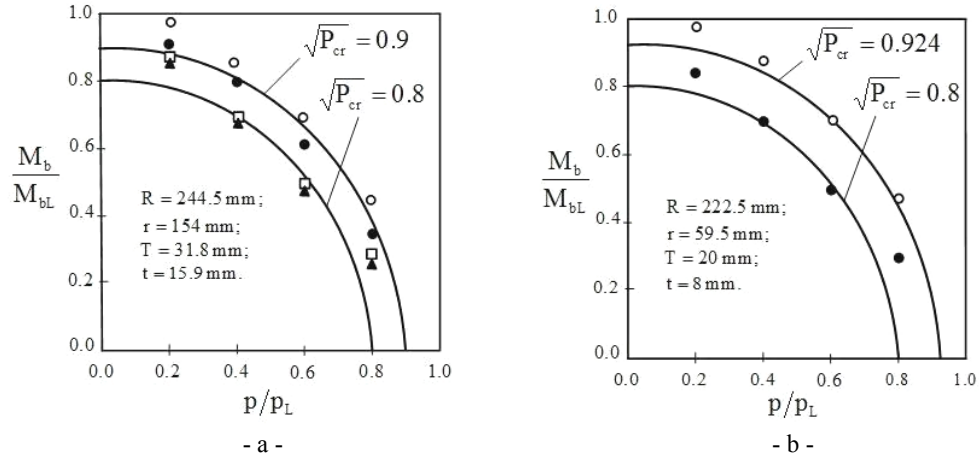 1.0
0.8
0.6
0.4
0.2
0.0
M_b
M_bL
√P_cr = 0.9
√P_cr = 0.8
R = 244.5 mm;
r = 154 mm;
T = 31.8 mm;
t = 15.9 mm.
0.0 0.2 0.4 0.6 0.8 1.0
p/p_L
- a -
1.0
0.8
0.6
0.4
0.2
0.0
M_b
M_bL
√P_cr = 0.924
√P_cr = 0.8
R = 222.5 mm;
r = 59.5 mm;
T = 20 mm;
t = 8 mm.
0.0 0.2 0.4 0.6 0.8 1.0
p/p_L
- b -